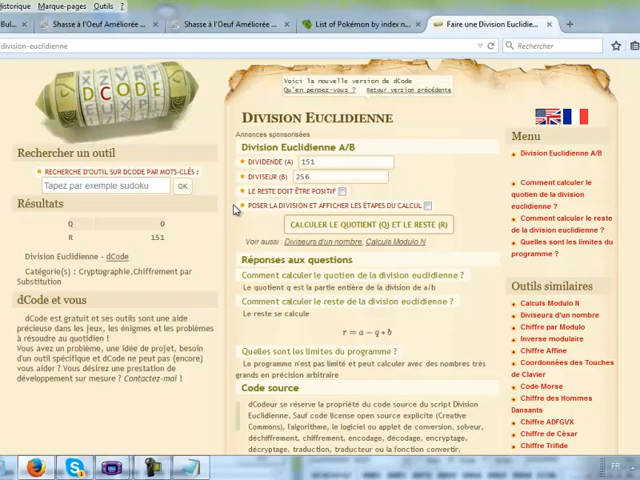 Historique Marque-pages Outils ?
Bul...
Shasse à l'Oeuf Améliorée ...
Shasse à l'Oeuf Améliorée ...
List of Pokémon by index n...
Faire une Division Euclidie...
/division-euclidienne
Rechercher
DCODE
Voici la nouvelle version de dCode
Qu'en pensez-vous ? Retour version précédente
Division Euclidienne
Annonces sponsorisées
Division Euclidienne A/B
DIVIDENDE (A) 151
DIVISEUR (B) 256
LE RESTE DOIT ÊTRE POSITIF
POSER LA DIVISION ET AFFICHER LES ÉTAPES DU CALCUL
CALCULER LE QUOTIENT (Q) ET LE RESTE (R)
Voir aussi : Diviseurs d'un nombre, Calcula Modulo N
Réponses aux questions
Comment calculer le quotien de la division euclidienne ?
Le quotient q est la partie entière de la division de a/b
Comment calculer le reste de la division euclidienne ?
Le reste se calcule
r = a − q * b
Quelles sont les limites du programme ?
Le programme n'est pas limité et peut calculer avec des nombres très
grands en précision arbitraire
Code source
dCodeur se réserve la propriété du code source du script Division
Euclidienne. Sauf code license open source explicite (Creative
Commons), l'algorithme, le logiciel ou applet de conversion, solveur,
déchiffrement, chiffrement, encodage, décodage, encryptage,
décryptage, traduction, traducteur ou la fonction convertir,
Rechercher un outil
RECHERCHE D'OUTIL SUR DCODE PAR MOTS-CLÉS :
Tapez par exemple sudoku OK
Résultats
Q 0
R 151
Division Euclidienne - dCode
Catégorie(s) : Cryptographie,Chiffrement par
Substitution
dCode et vous
dCode est gratuit et ses outils sont une aide
précieuse dans les jeux, les énigmes et les problèmes
à résoudre au quotidien !
Vous avez un problème, une idée de projet, besoin
d'un outil spécifique et dCode ne peut pas (encore)
vous aider ? Vous désirez une prestation de
développement sur mesure ? Contactez-moi !
Menu
Division Euclidienne A/B
Comment calculer le
quotien de la division
euclidienne ?
Comment calculer le reste
de la division euclidienne ?
Quelles sont les limites du
programme ?
Outils similaires
Calcula Modulo N
Diviseurs d'un nombre
Chiffre par Modulo
Inverse modulaire
Chiffre Affine
Coordonnées des Touches
de Clavier
Code Morse
Chiffre des Hommes
Dansants
Chiffre ADFGVX
Chiffre de César
Chiffre Trifide
FR